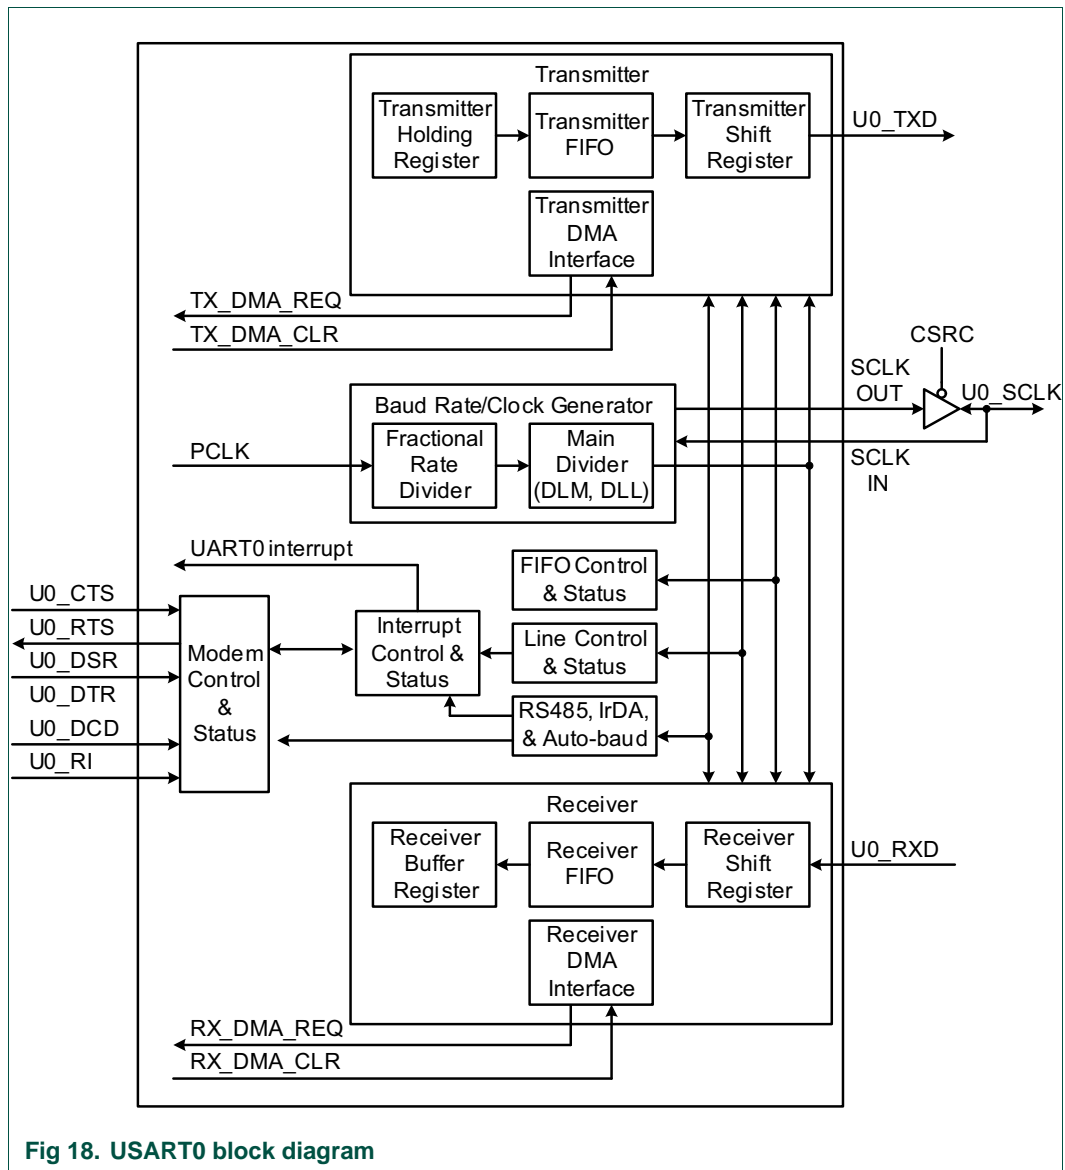 Transmitter
Transmitter
Holding
Register
Transmitter
FIFO
Transmitter
Shift
Register
U0_TXD
Transmitter
DMA
Interface
TX_DMA_REQ
TX_DMA_CLR
CSRC
SCLK
OUT
U0_SCLK
Baud Rate/Clock Generator
PCLK
Fractional
Rate
Divider
Main
Divider
(DLM, DLL)
SCLK
IN
UART0 interrupt
FIFO Control
& Status
U0_CTS
U0_RTS
U0_DSR
U0_DTR
U0_DCD
U0_RI
Modem
Control
&
Status
Interrupt
Control &
Status
Line Control
& Status
RS485, IrDA,
& Auto-baud
Receiver
Receiver
Buffer
Register
Receiver
FIFO
Receiver
Shift
Register
U0_RXD
Receiver
DMA
Interface
RX_DMA_REQ
RX_DMA_CLR
Fig 18. USART0 block diagram